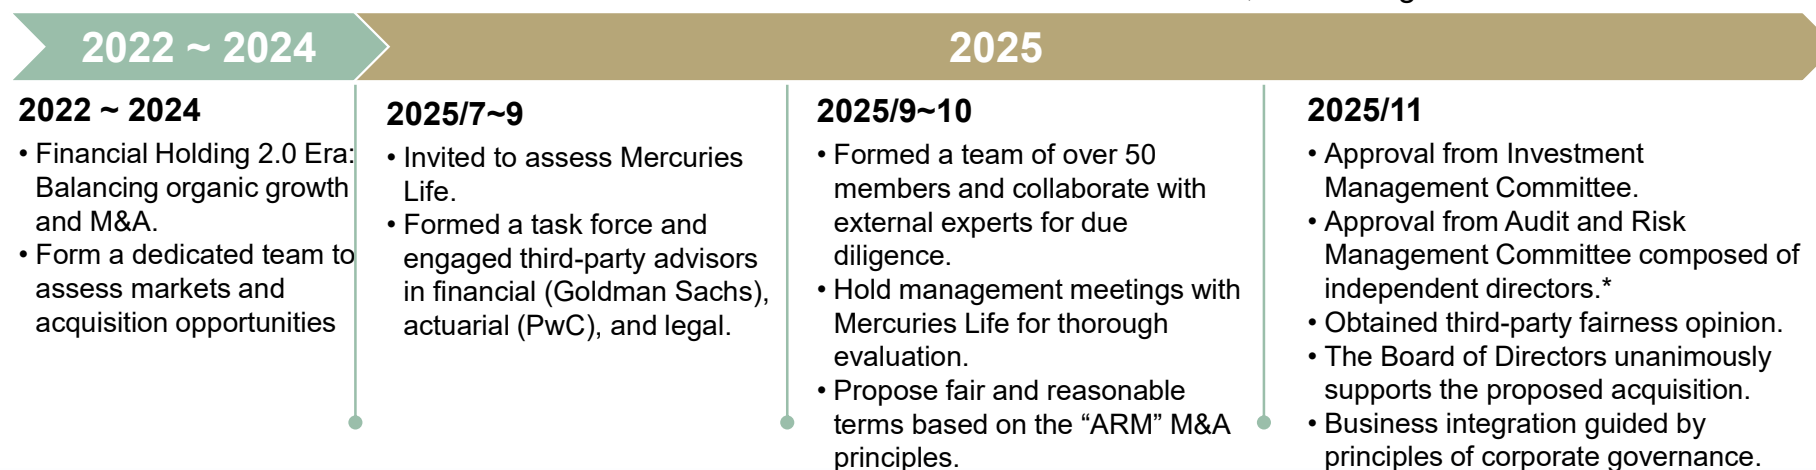 2022 ~ 2024
2025
2022 ~ 2024
• Financial Holding 2.0 Era:
Balancing organic growth
and M&A.
• Form a dedicated team to
assess markets and
acquisition opportunities
2025/7~9
• Invited to assess Mercuries
Life.
• Formed a task force and
engaged third-party advisors
in financial (Goldman Sachs),
actuarial (PwC), and legal.
2025/9~10
• Formed a team of over 50
members and collaborate with
external experts for due
diligence.
• Hold management meetings with
Mercuries Life for thorough
evaluation.
• Propose fair and reasonable
terms based on the “ARM” M&A
principles.
2025/11
• Approval from Investment
Management Committee.
• Approval from Audit and Risk
Management Committee composed of
independent directors.*
• Obtained third-party fairness opinion.
• The Board of Directors unanimously
supports the proposed acquisition.
• Business integration guided by
principles of corporate governance.